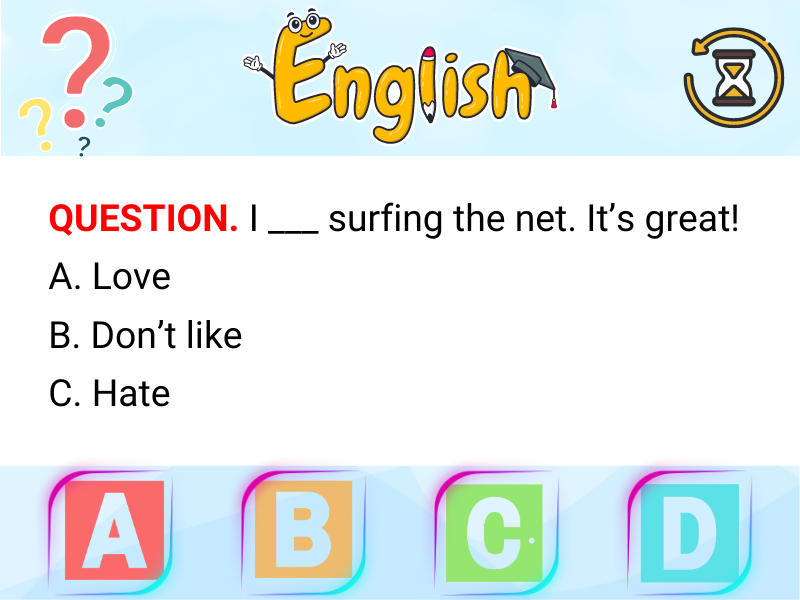 ? ? ? ?
English
QUESTION. I ___ surfing the net. It’s great!
A. Love
B. Don’t like
C. Hate
A B C D